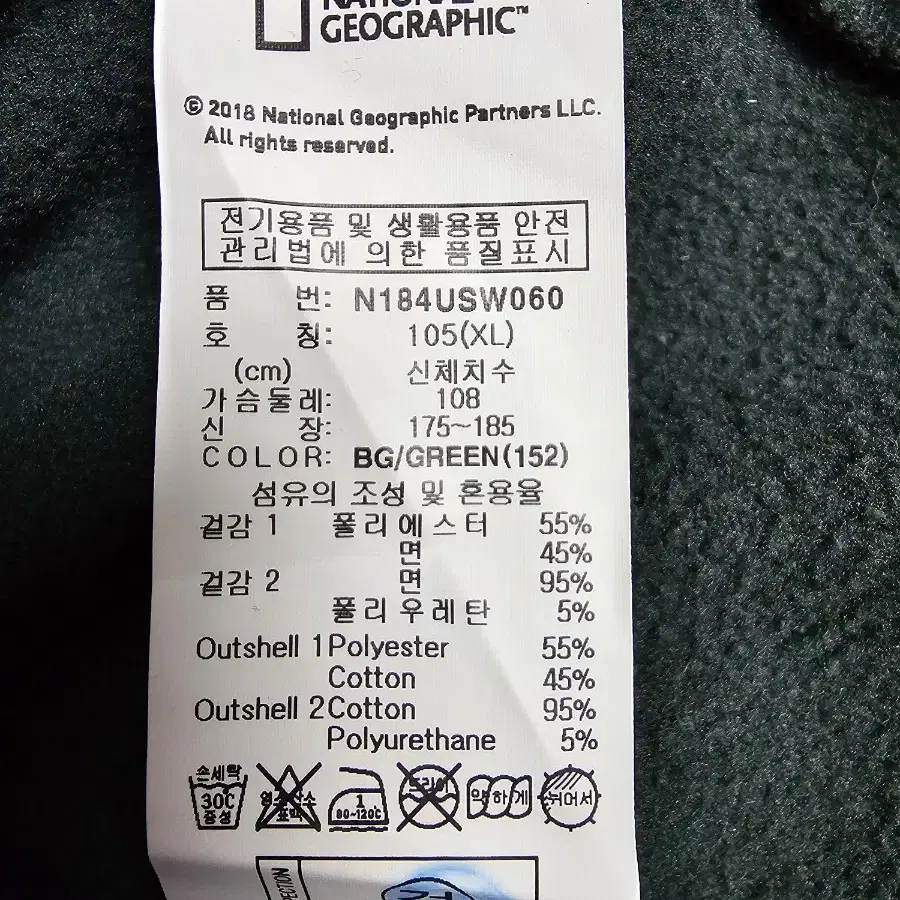 NATIONAL
GEOGRAPHIC™
© 2018 National Geographic Partners LLC.
All rights reserved.
전기용품 및 생활용품 안전
관리법에 의한 품질표시
품 번: N184USW060
호 칭: 105(XL)
(cm) 신체치수
가슴둘레: 108
신 장: 175~185
COLOR: BG/GREEN(152)
섬유의 조성 및 혼용율
겉감 1 폴리에스터 55%
면 45%
겉감 2 면 95%
폴리우레탄 5%
Outshell 1 Polyester 55%
Cotton 45%
Outshell 2 Cotton 95%
Polyurethane 5%
손세탁
30℃
중성
표백
1
80~120℃
드라이
약하게
뉘어서